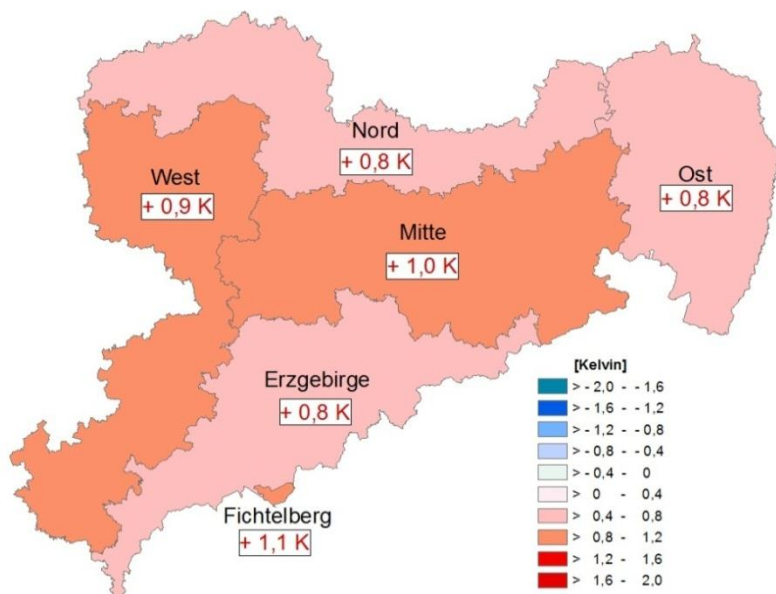 Nord
+ 0,8 K
West
+ 0,9 K
Ost
+ 0,8 K
Mitte
+ 1,0 K
Erzgebirge
+ 0,8 K
Fichtelberg
+ 1,1 K
[Kelvin]
> - 2,0 - - 1,6
> - 1,6 - - 1,2
> - 1,2 - - 0,8
> - 0,8 - - 0,4
> - 0,4 - 0
> 0 - 0,4
> 0,4 - 0,8
> 0,8 - 1,2
> 1,2 - 1,6
> 1,6 - 2,0